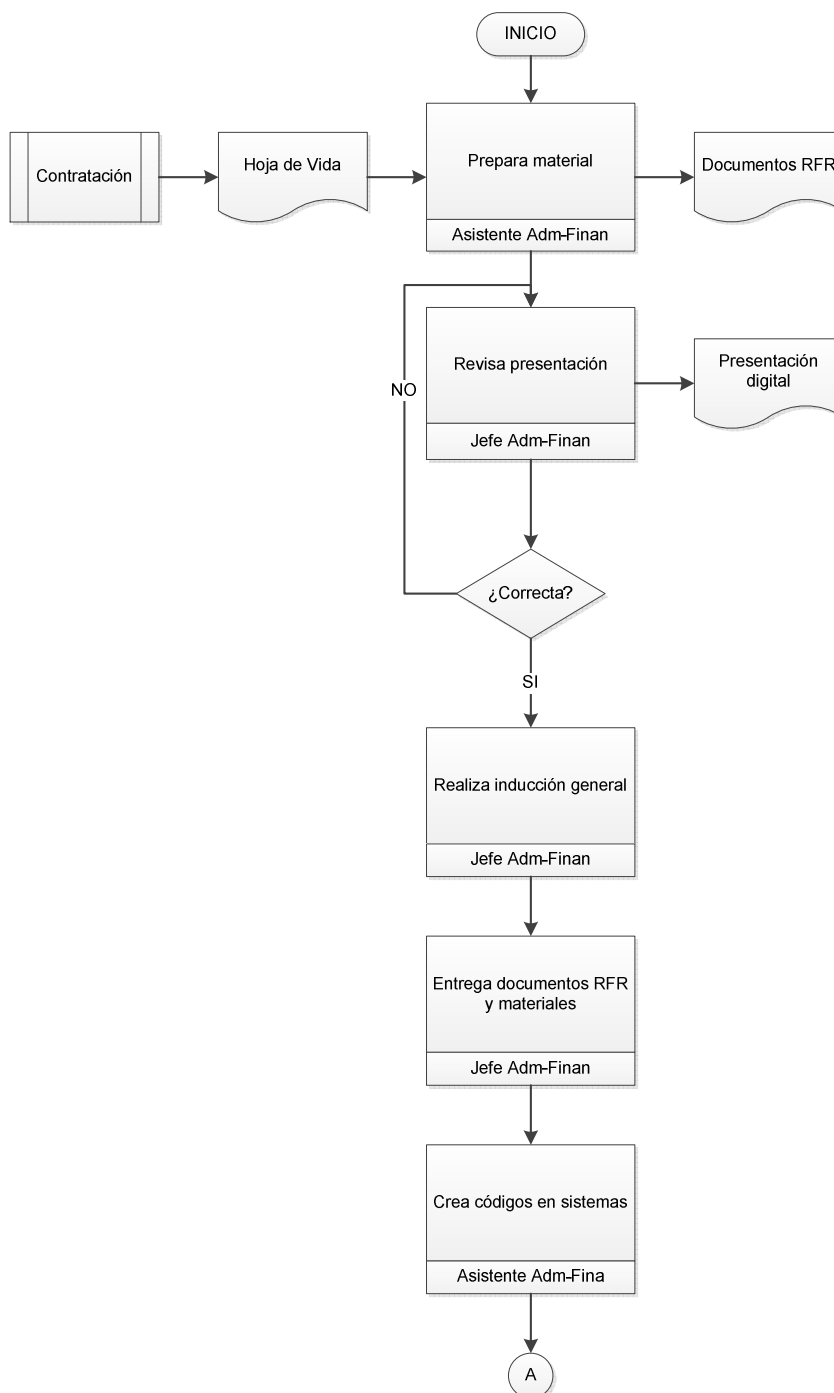 INICIO
Contratación
Hoja de Vida
Prepara material
Documentos RFR
Asistente Adm-Finan
Revisa presentación
Presentación
digital
NO
Jefe Adm-Finan
¿Correcta?
SI
Realiza inducción general
Jefe Adm-Finan
Entrega documentos RFR
y materiales
Jefe Adm-Finan
Crea códigos en sistemas
Asistente Adm-Fina
A